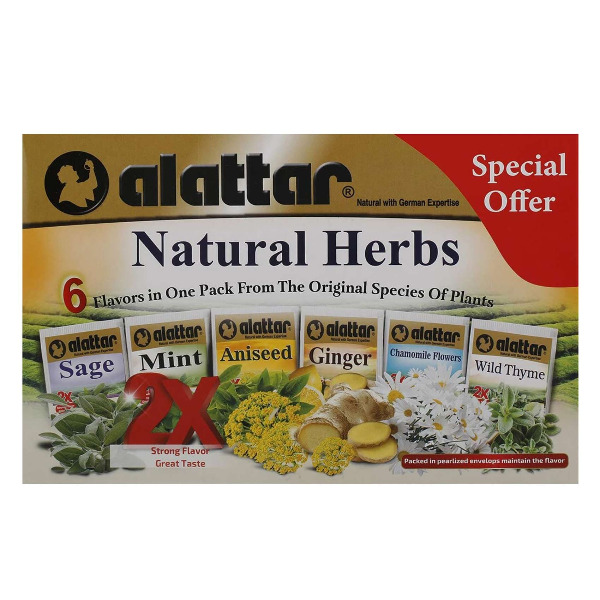 alattar®
Natural with German Expertise
Special
Offer
Natural Herbs
6 Flavors in One Pack From The Original Species Of Plants
alattar
Sage
alattar
Mint
alattar
Aniseed
alattar
Ginger
alattar
Chamomile Flowers
alattar
Wild Thyme
2X
2X
Strong Flavor
Great Taste
Packed in pearlized envelops maintain the flavor